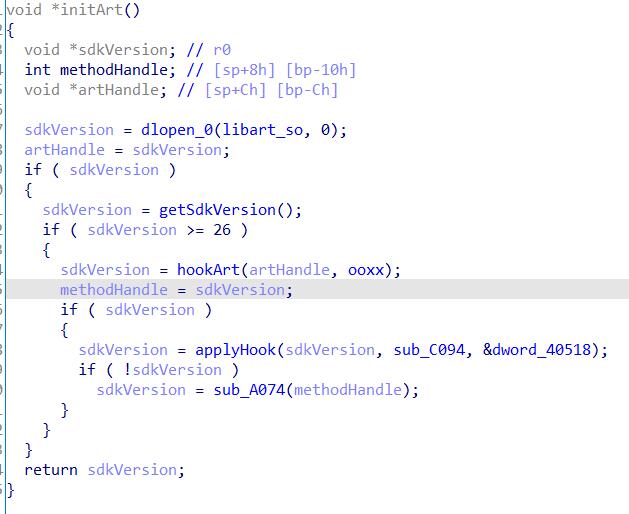 void *initArt()
{
  void *sdkVersion; // r0
  int methodHandle; // [sp+8h] [bp-10h]
  void *artHandle; // [sp+Ch] [bp-Ch]

  sdkVersion = dlopen_0(libart_so, 0);
  artHandle = sdkVersion;
  if ( sdkVersion )
  {
    sdkVersion = getSdkVersion();
    if ( sdkVersion >= 26 )
    {
      sdkVersion = hookArt(artHandle, ooxx);
      methodHandle = sdkVersion;
      if ( sdkVersion )
      {
        sdkVersion = applyHook(sdkVersion, sub_C094, &dword_40518);
        if ( !sdkVersion )
          sdkVersion = sub_A074(methodHandle);
      }
    }
  }
  return sdkVersion;
}